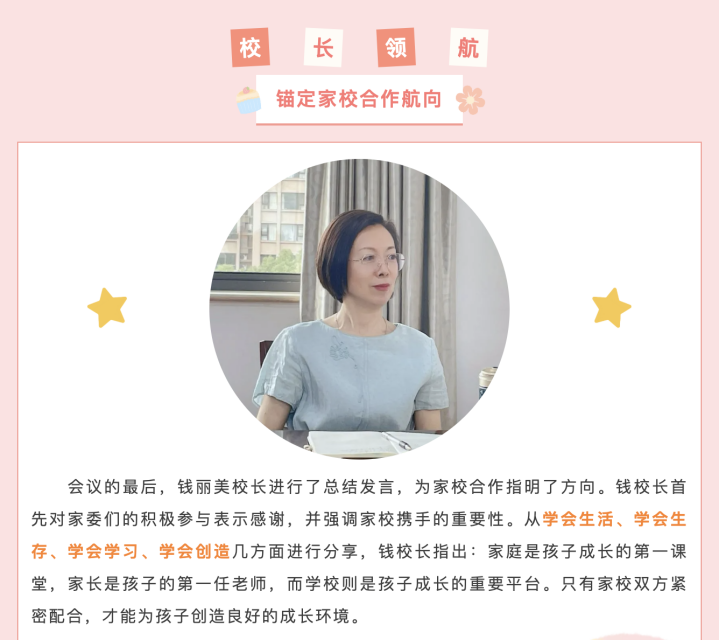 校长领航
锚定家校合作航向
会议的最后，钱丽美校长进行了总结发言，为家校合作指明了方向。钱校长首
先对家委们的积极参与表示感谢，并强调家校携手的重要性。从学会生活、学会生
存、学会学习、学会创造几方面进行分享，钱校长指出：家庭是孩子成长的第一课
堂，家长是孩子的第一任老师，而学校则是孩子成长的重要平台。只有家校双方紧
密配合，才能为孩子创造良好的成长环境。